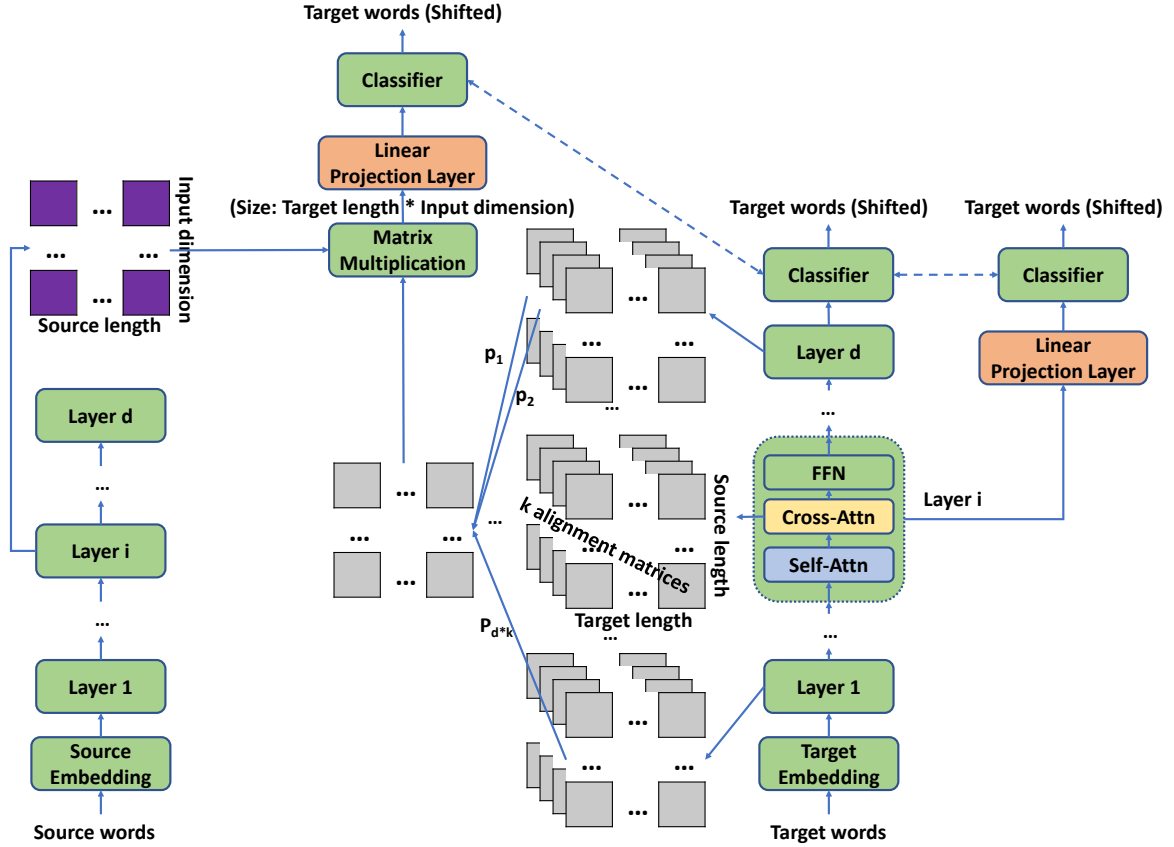 Target words (Shifted)
Classifier
Linear
Projection Layer
(Size: Target length * Input dimension)
Matrix
Multiplication
...
...
...
...
Input dimension
Source length
Layer d
...
Layer i
...
Layer 1
Source
Embedding
Source words
...
...
...
...
p1
p2
...
Pd*k
...
...
...
...
...
...
...
...
k alignment matrices
Source length
Target length
...
...
...
...
...
Target words (Shifted)
Classifier
Layer d
...
FFN
Cross-Attn
Self-Attn
Layer i
...
Layer 1
Target
Embedding
Target words
Target words (Shifted)
Classifier
Linear
Projection Layer